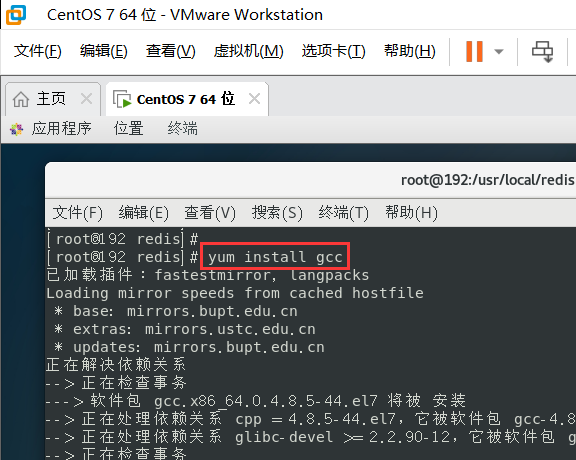 CentOS 7 64 位 - VMware Workstation
文件(F) 编辑(E) 查看(V) 虚拟机(M) 选项卡(T) 帮助(H)
主页 CentOS 7 64 位
应用程序 位置 终端
root@192:/usr/local/redis
文件(F) 编辑(E) 查看(V) 搜索(S) 终端(T) 帮助(H)
[root@192 redis]#
[root@192 redis]# yum install gcc
已加载插件：fastestmirror, langpacks
Loading mirror speeds from cached hostfile
* base: mirrors.bupt.edu.cn
* extras: mirrors.ustc.edu.cn
* updates: mirrors.bupt.edu.cn
正在解决依赖关系
--> 正在检查事务
---> 软件包 gcc.x86_64.0.4.8.5-44.el7 将被 安装
--> 正在处理依赖关系 cpp = 4.8.5-44.el7，它被软件包 gcc-4.8
--> 正在处理依赖关系 glibc-devel >= 2.2.90-12，它被软件包 g
--> 正在检查事务